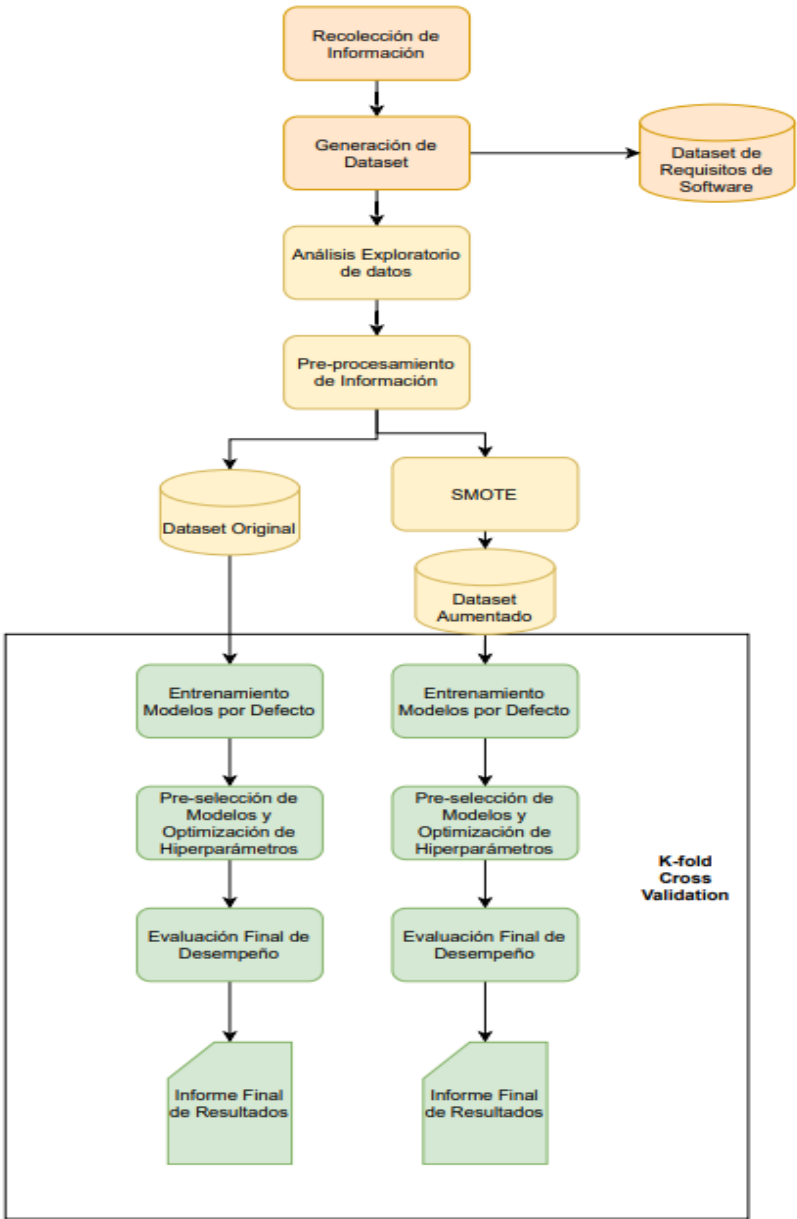 Recolección de
Información
Generación de
Dataset
Dataset de
Requisitos de
Software
Análisis Exploratorio
de datos
Pre-procesamiento
de Información
Dataset Original
SMOTE
Dataset
Aumentado
Entrenamiento
Modelos por Defecto
Entrenamiento
Modelos por Defecto
Pre-selección de
Modelos y
Optimización de
Hiperparámetros
Pre-selección de
Modelos y
Optimización de
Hiperparámetros
K-fold
Cross
Validation
Evaluación Final de
Desempeño
Evaluación Final de
Desempeño
Informe Final
de Resultados
Informe Final
de Resultados